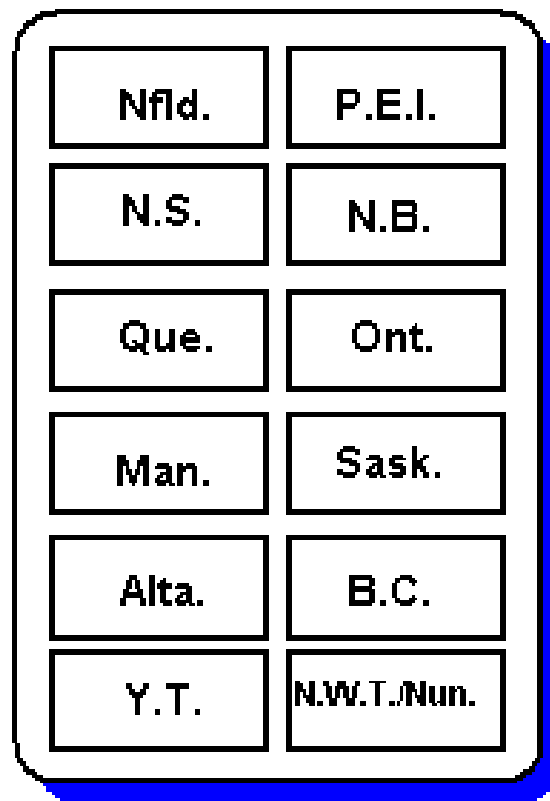 Nfld. P.E.I.
N.S. N.B.
Que. Ont.
Man. Sask.
Alta. B.C.
Y.T. N.W.T./Nun.